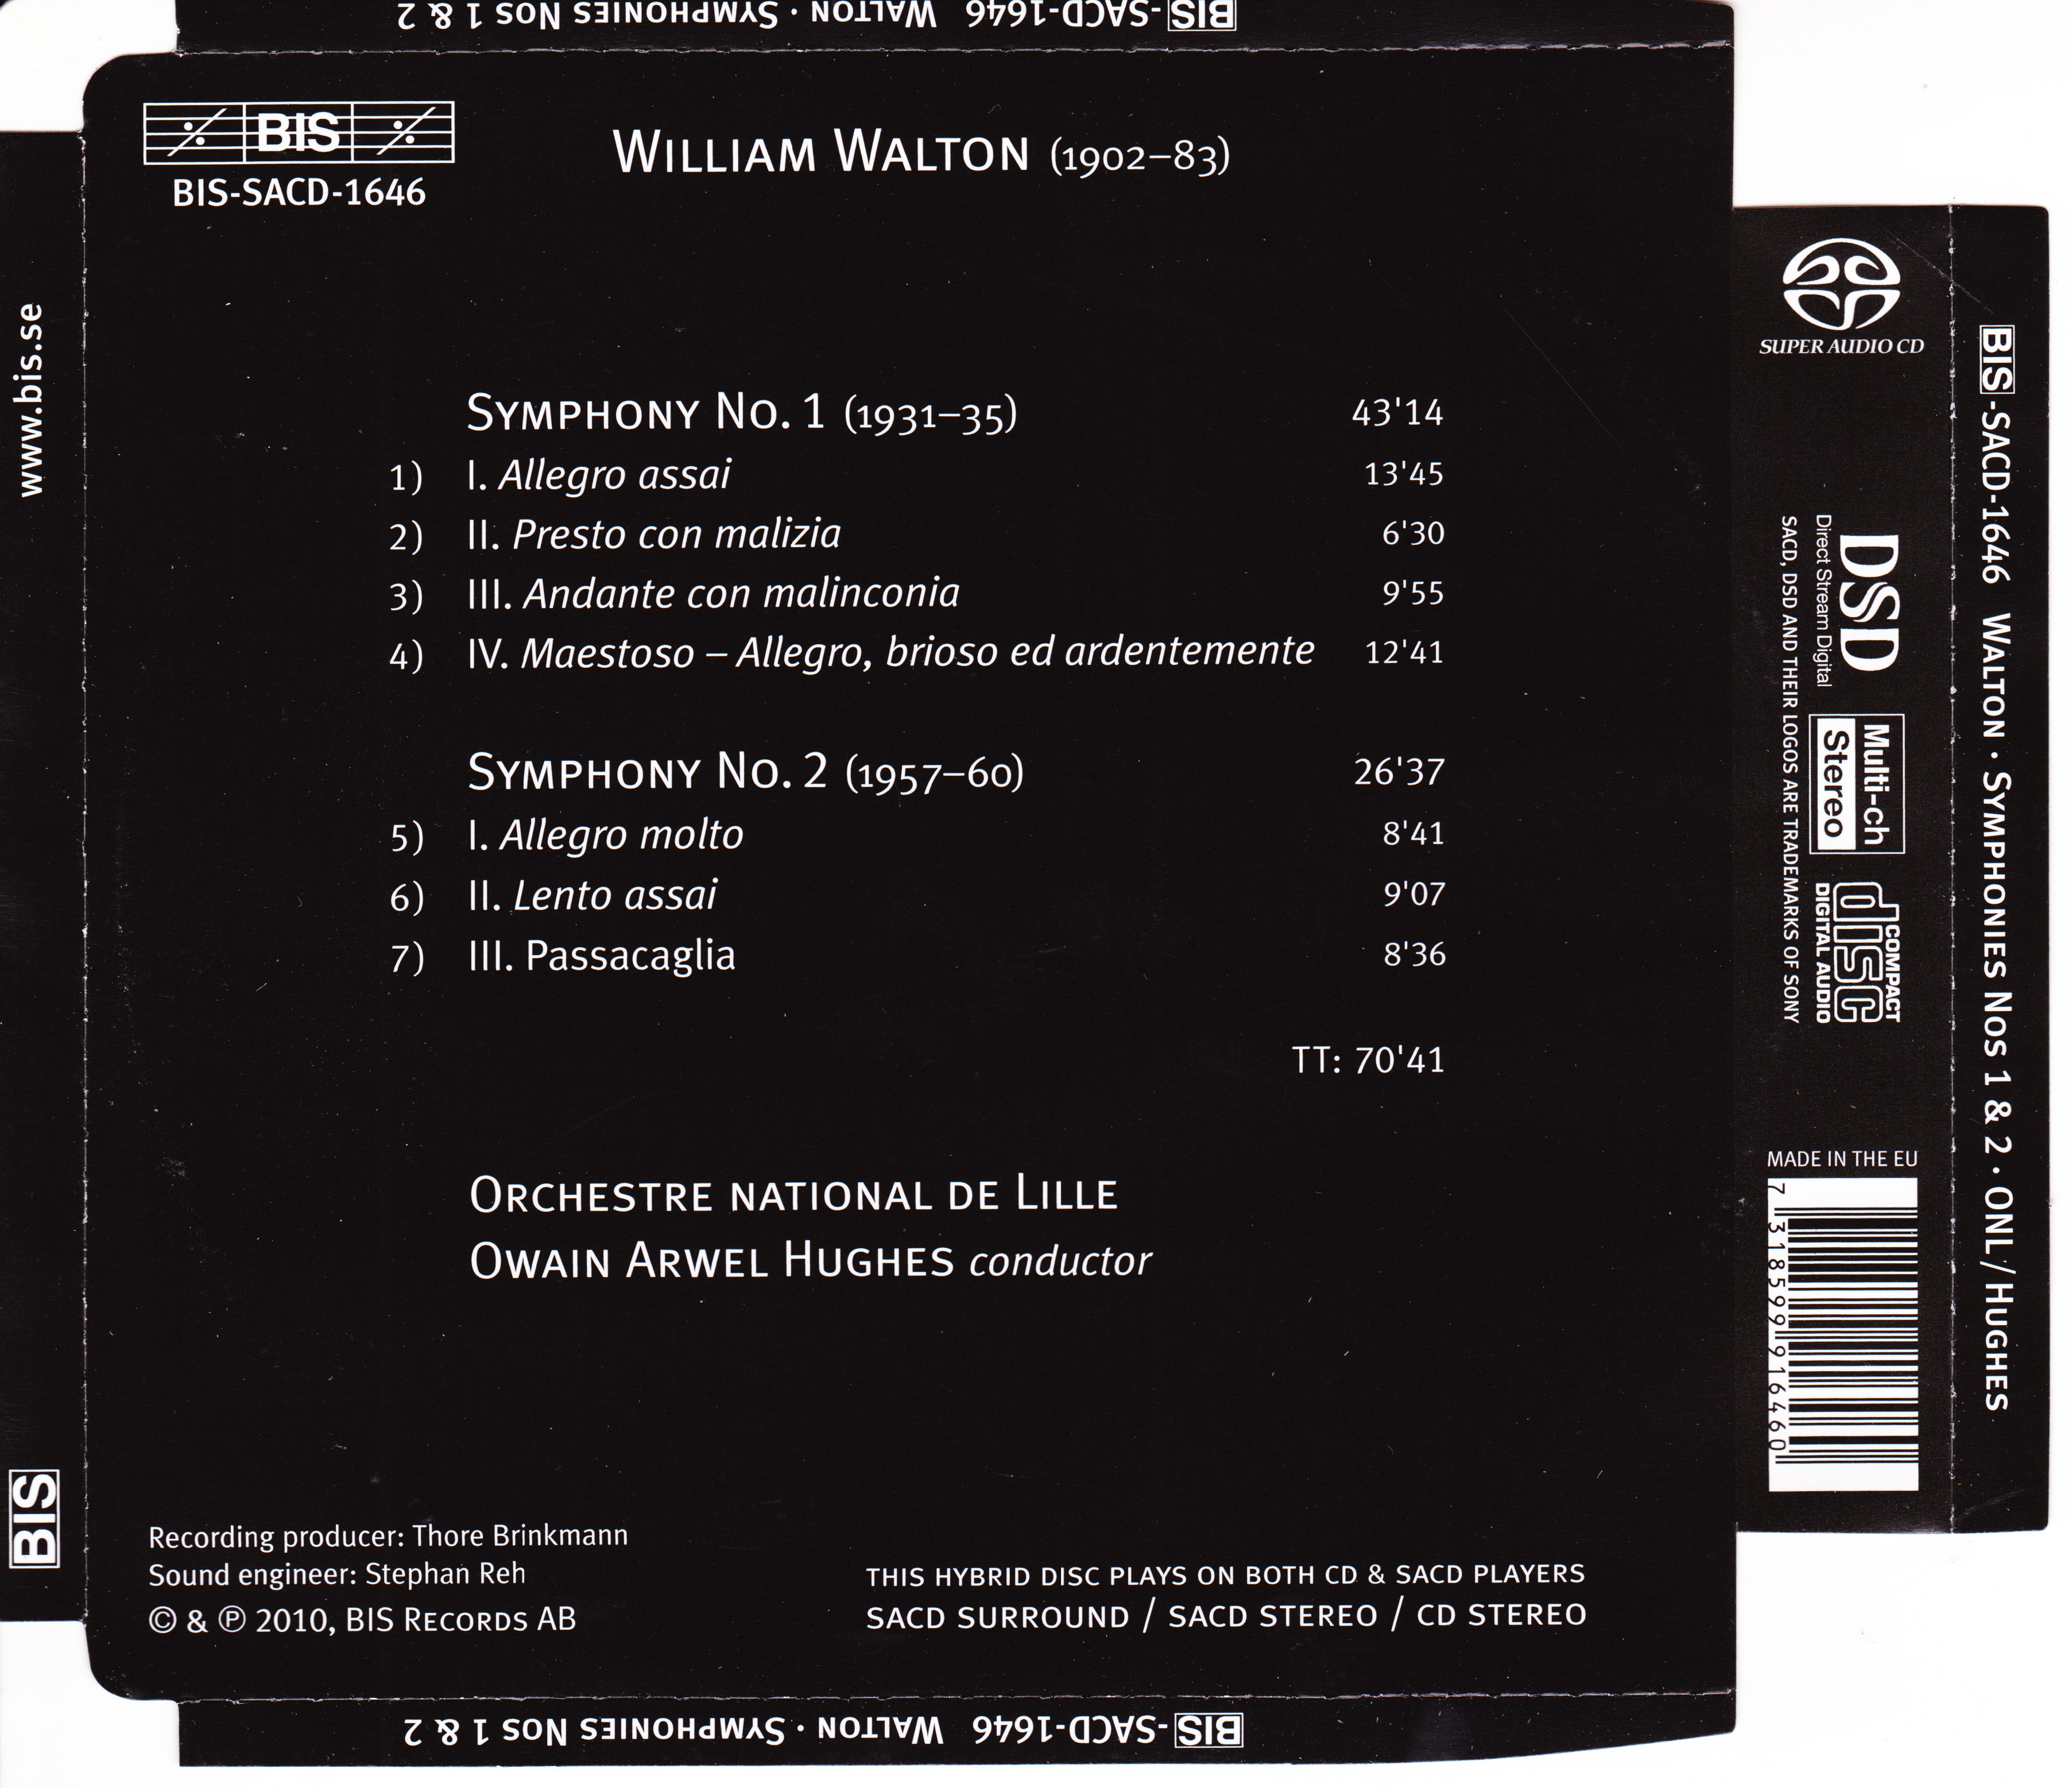 BIS-SACD-1646 WALTON · SYMPHONIES NOS 1 & 2
BIS
BIS-SACD-1646
WILLIAM WALTON (1902–83)
SYMPHONY NO. 1 (1931–35) 43'14
1) I. Allegro assai 13'45
2) II. Presto con malizia 6'30
3) III. Andante con malinconia 9'55
4) IV. Maestoso – Allegro, brioso ed ardentemente 12'41
SYMPHONY NO. 2 (1957–60) 26'37
5) I. Allegro molto 8'41
6) II. Lento assai 9'07
7) III. Passacaglia 8'36
TT: 70'41
ORCHESTRE NATIONAL DE LILLE
OWAIN ARWEL HUGHES conductor
Recording producer: Thore Brinkmann
Sound engineer: Stephan Reh
© & ℗ 2010, BIS RECORDS AB
THIS HYBRID DISC PLAYS ON BOTH CD & SACD PLAYERS
SACD SURROUND / SACD STEREO / CD STEREO
BIS-SACD-1646 WALTON · SYMPHONIES NOS 1 & 2
www.bis.se
BIS
SUPER AUDIO CD
DSD
Direct Stream Digital
SACD, DSD AND THEIR LOGOS ARE TRADEMARKS OF SONY
Multi-ch
Stereo
COMPACT
disc
DIGITAL AUDIO
MADE IN THE EU
7 318599 916460
BIS-SACD-1646 WALTON · SYMPHONIES NOS 1 & 2 · ONL / HUGHES